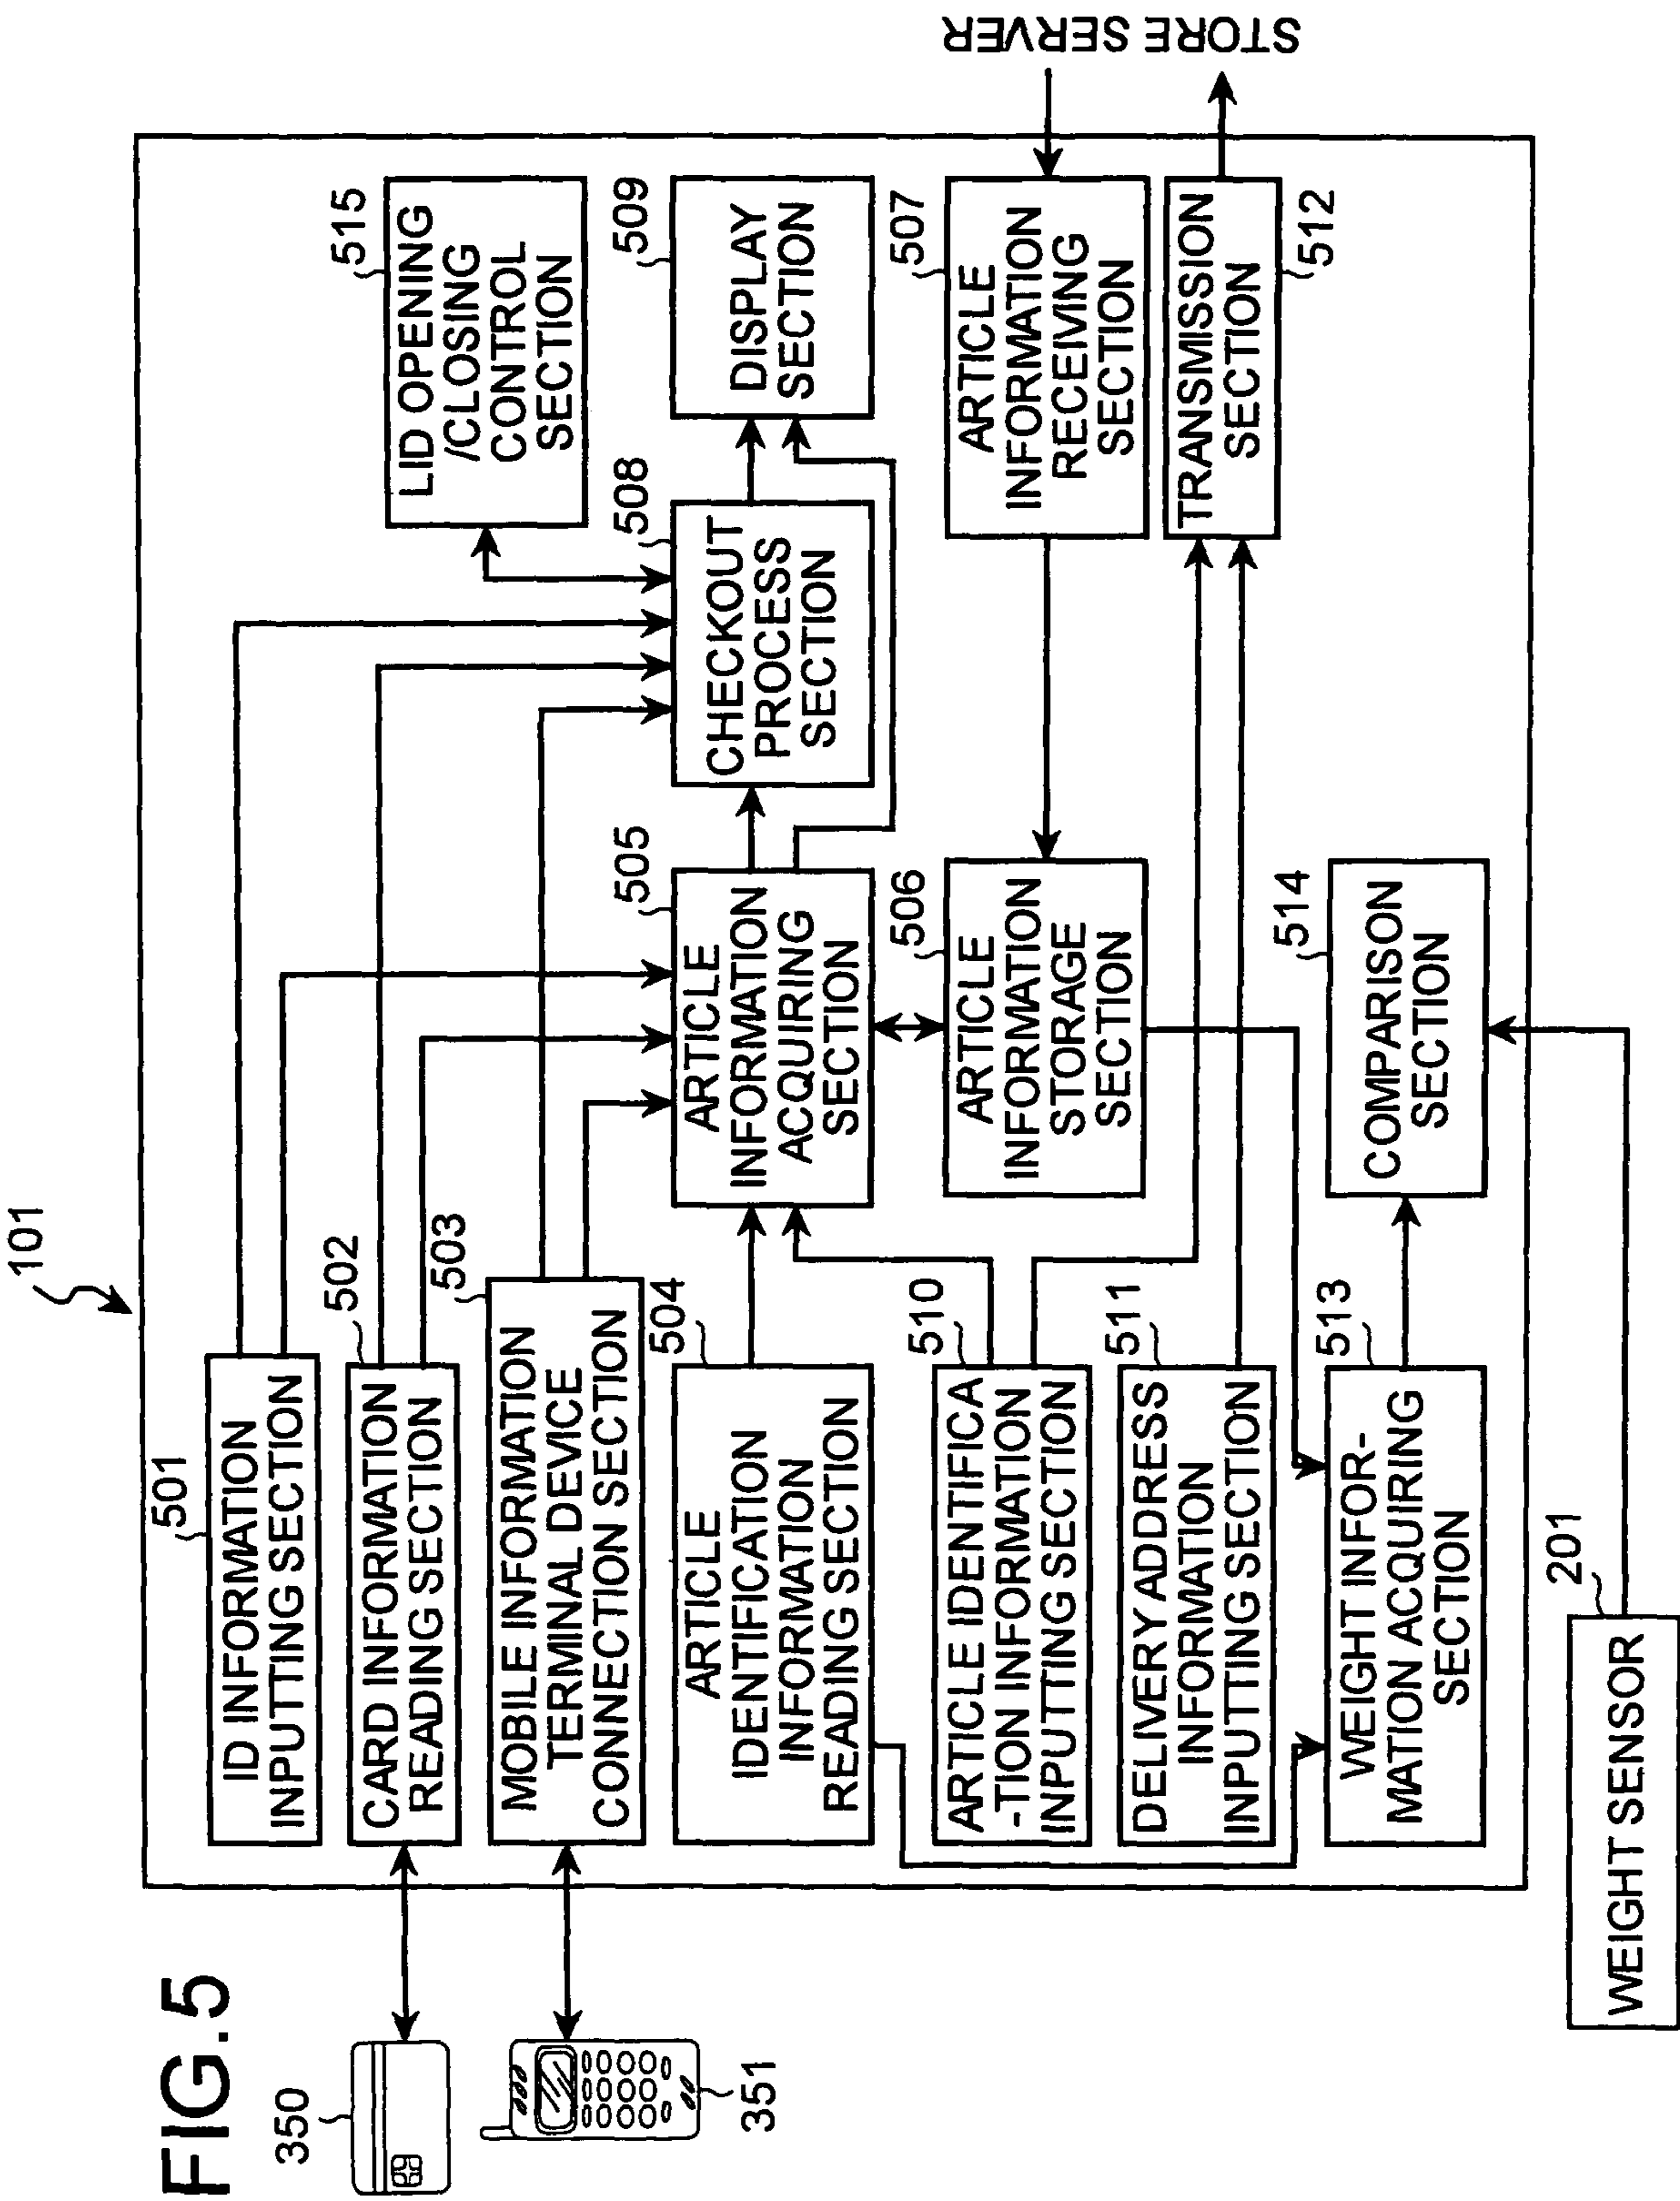 FIG.5
101
350
351
501
ID INFORMATION
INPUTTING SECTION
502
CARD INFORMATION
READING SECTION
503
MOBILE INFORMATION
TERMINAL DEVICE
CONNECTION SECTION
504
ARTICLE
IDENTIFICATION
INFORMATION
READING SECTION
510
ARTICLE IDENTIFICA
-TION INFORMATION
INPUTTING SECTION
511
DELIVERY ADDRESS
INFORMATION
INPUTTING SECTION
513
WEIGHT INFOR-
MATION ACQUIRING
SECTION
201
WEIGHT SENSOR
505
ARTICLE
INFORMATION
ACQUIRING
SECTION
506
ARTICLE
INFORMATION
STORAGE
SECTION
514
COMPARISON
SECTION
508
CHECKOUT
PROCESS
SECTION
515
LID OPENING
/CLOSING
CONTROL
SECTION
509
DISPLAY
SECTION
507
ARTICLE
INFORMATION
RECEIVING
SECTION
TRANSMISSION
SECTION
512
STORE SERVER